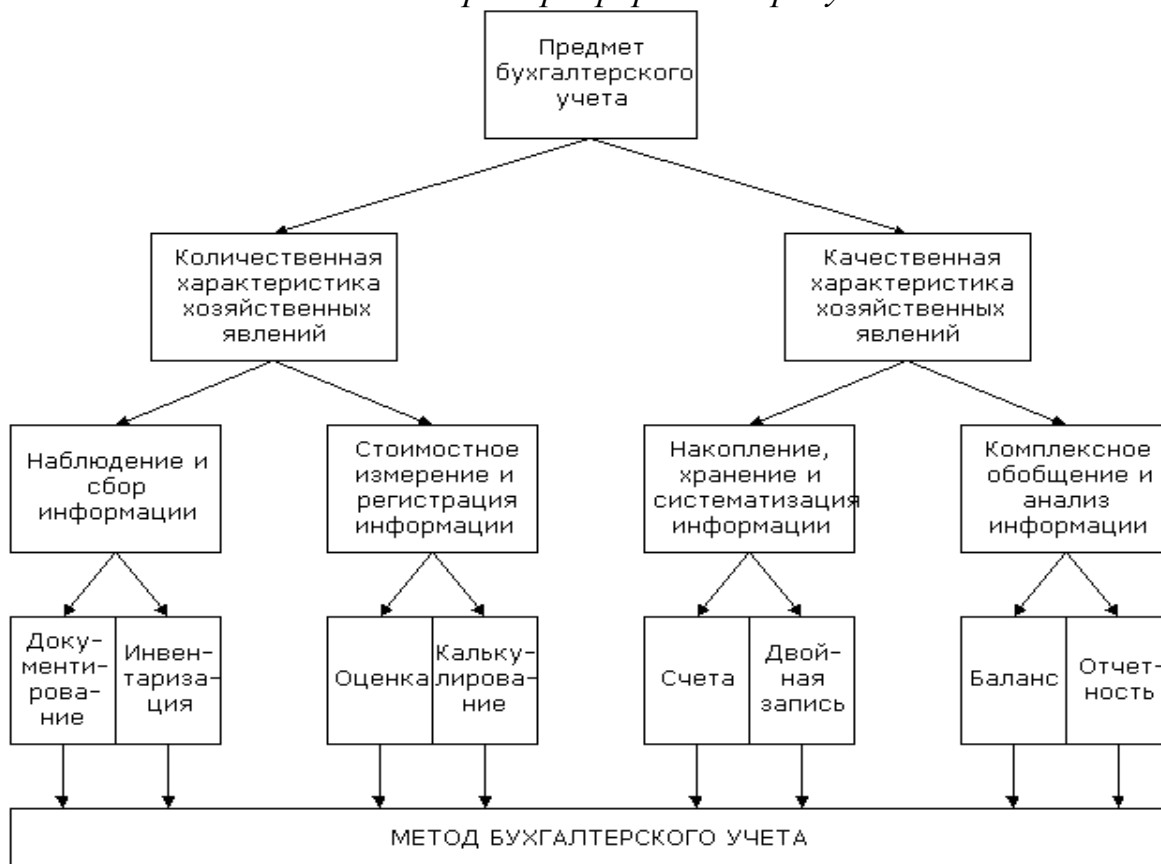 Предмет
бухгалтерского
учета
Количественная
характеристика
хозяйственных
явлений
Качественная
характеристика
хозяйственных
явлений
Наблюдение и
сбор
информации
Стоимостное
измерение и
регистрация
информации
Накопление,
хранение и
систематизация
информации
Комплексное
обобщение и
анализ
информации
Доку-
менти-
рова-
ние
Инвен-
тариза-
ция
Оценка
Кальку-
лирова-
ние
Счета
Двой-
ная
запись
Баланс
Отчет-
ность
МЕТОД БУХГАЛТЕРСКОГО УЧЕТА